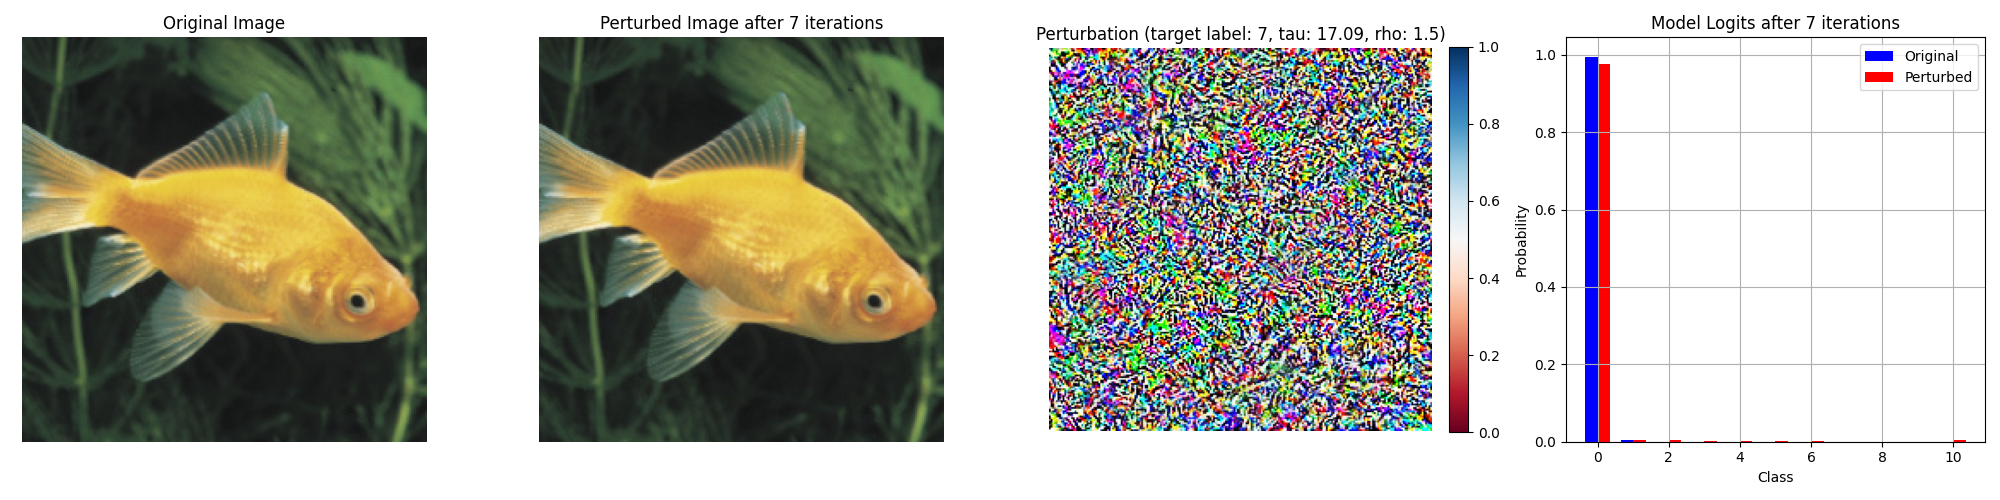 Original Image
Perturbed Image after 7 iterations
Perturbation (target label: 7, tau: 17.09, rho: 1.5)
1.0
0.8
0.6
0.4
0.2
0.0
Model Logits after 7 iterations
Original
Perturbed
Probability
1.0
0.8
0.6
0.4
0.2
0.0
0 2 4 6 8 10
Class